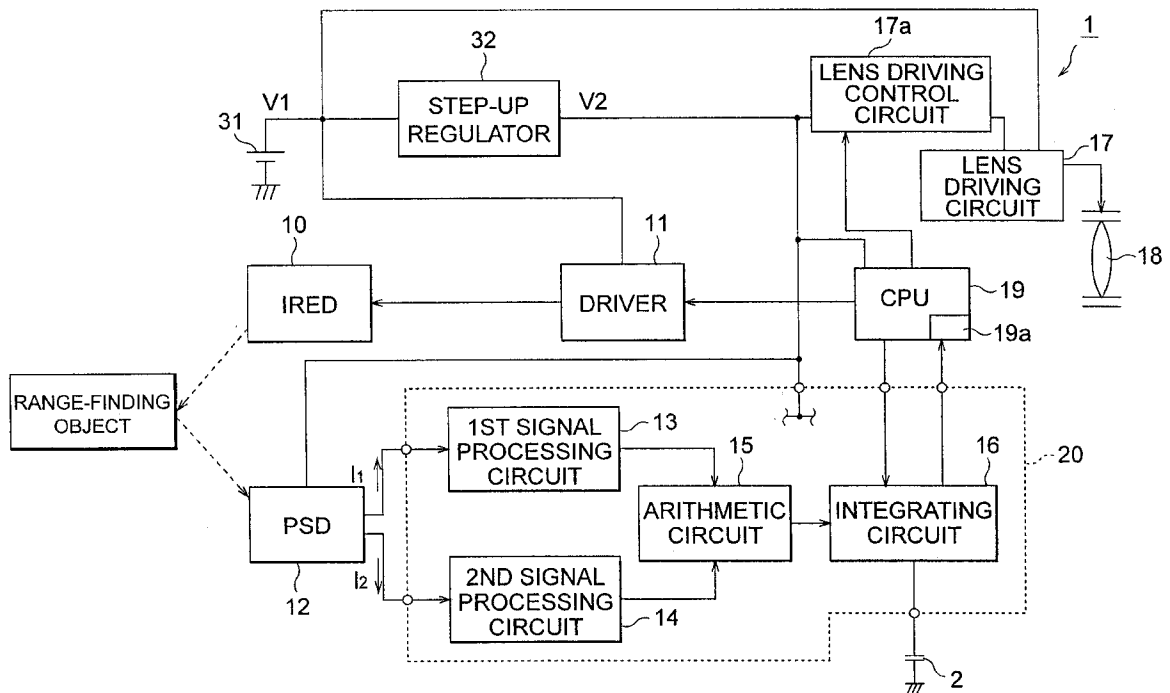 17a
1
32
LENS DRIVING
CONTROL
CIRCUIT
V1
STEP-UP
REGULATOR
V2
31
17
LENS
DRIVING
CIRCUIT
10
11
18
IRED
DRIVER
CPU
19
19a
RANGE-FINDING
OBJECT
1ST SIGNAL
PROCESSING
CIRCUIT
13
15
16
20
I1
PSD
ARITHMETIC
CIRCUIT
INTEGRATING
CIRCUIT
I2
12
2ND SIGNAL
PROCESSING
CIRCUIT
14
2